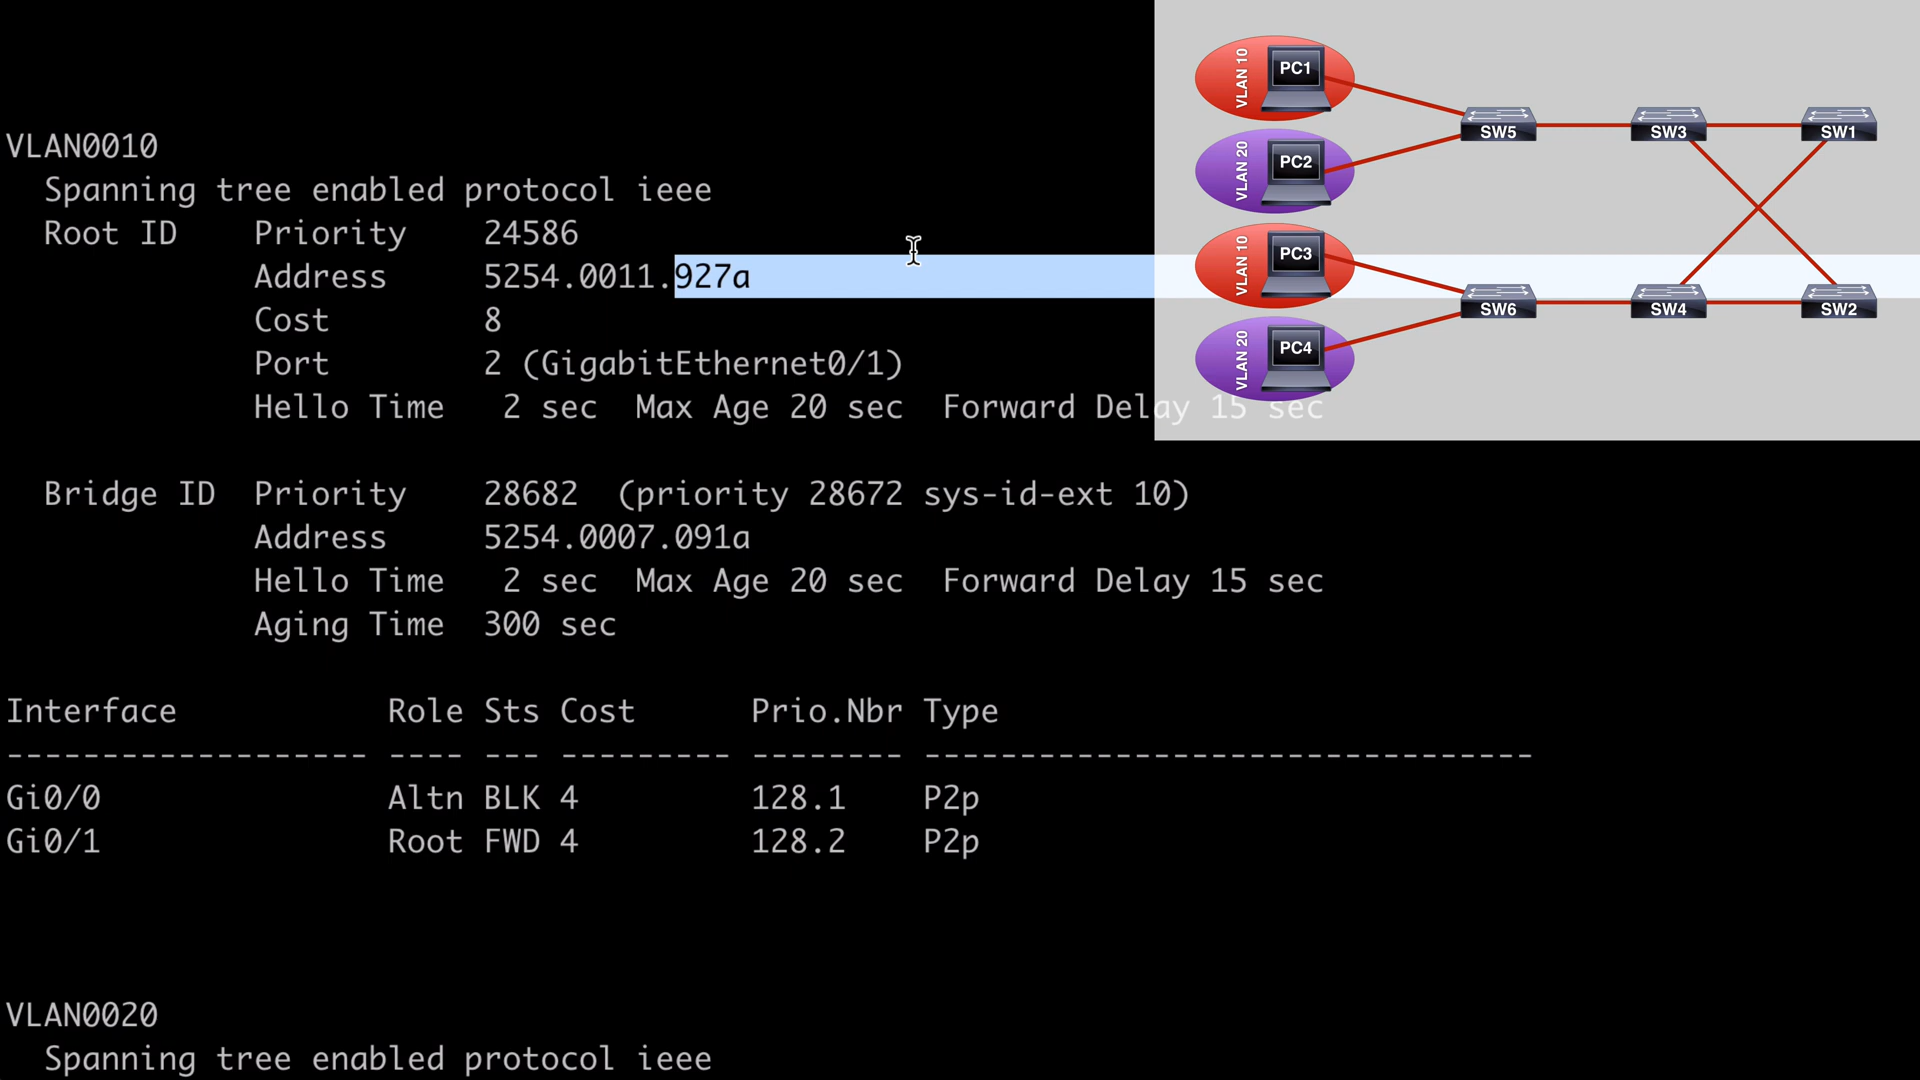 VLAN0010
Spanning tree enabled protocol ieee
Root ID Priority 24586
Address 5254.0011.927a
Cost 8
Port 2 (GigabitEthernet0/1)
Hello Time 2 sec Max Age 20 sec Forward Delay 15 sec
Bridge ID Priority 28682 (priority 28672 sys-id-ext 10)
Address 5254.0007.091a
Hello Time 2 sec Max Age 20 sec Forward Delay 15 sec
Aging Time 300 sec
Interface Role Sts Cost Prio.Nbr Type
------------------- ---- --- --------- -------- --------------------------------
Gi0/0 Altn BLK 4 128.1 P2p
Gi0/1 Root FWD 4 128.2 P2p
VLAN0020
Spanning tree enabled protocol ieee
VLAN 10
PC1
VLAN 20
PC2
VLAN 10
PC3
VLAN 20
PC4
SW5
SW3
SW1
SW6
SW4
SW2